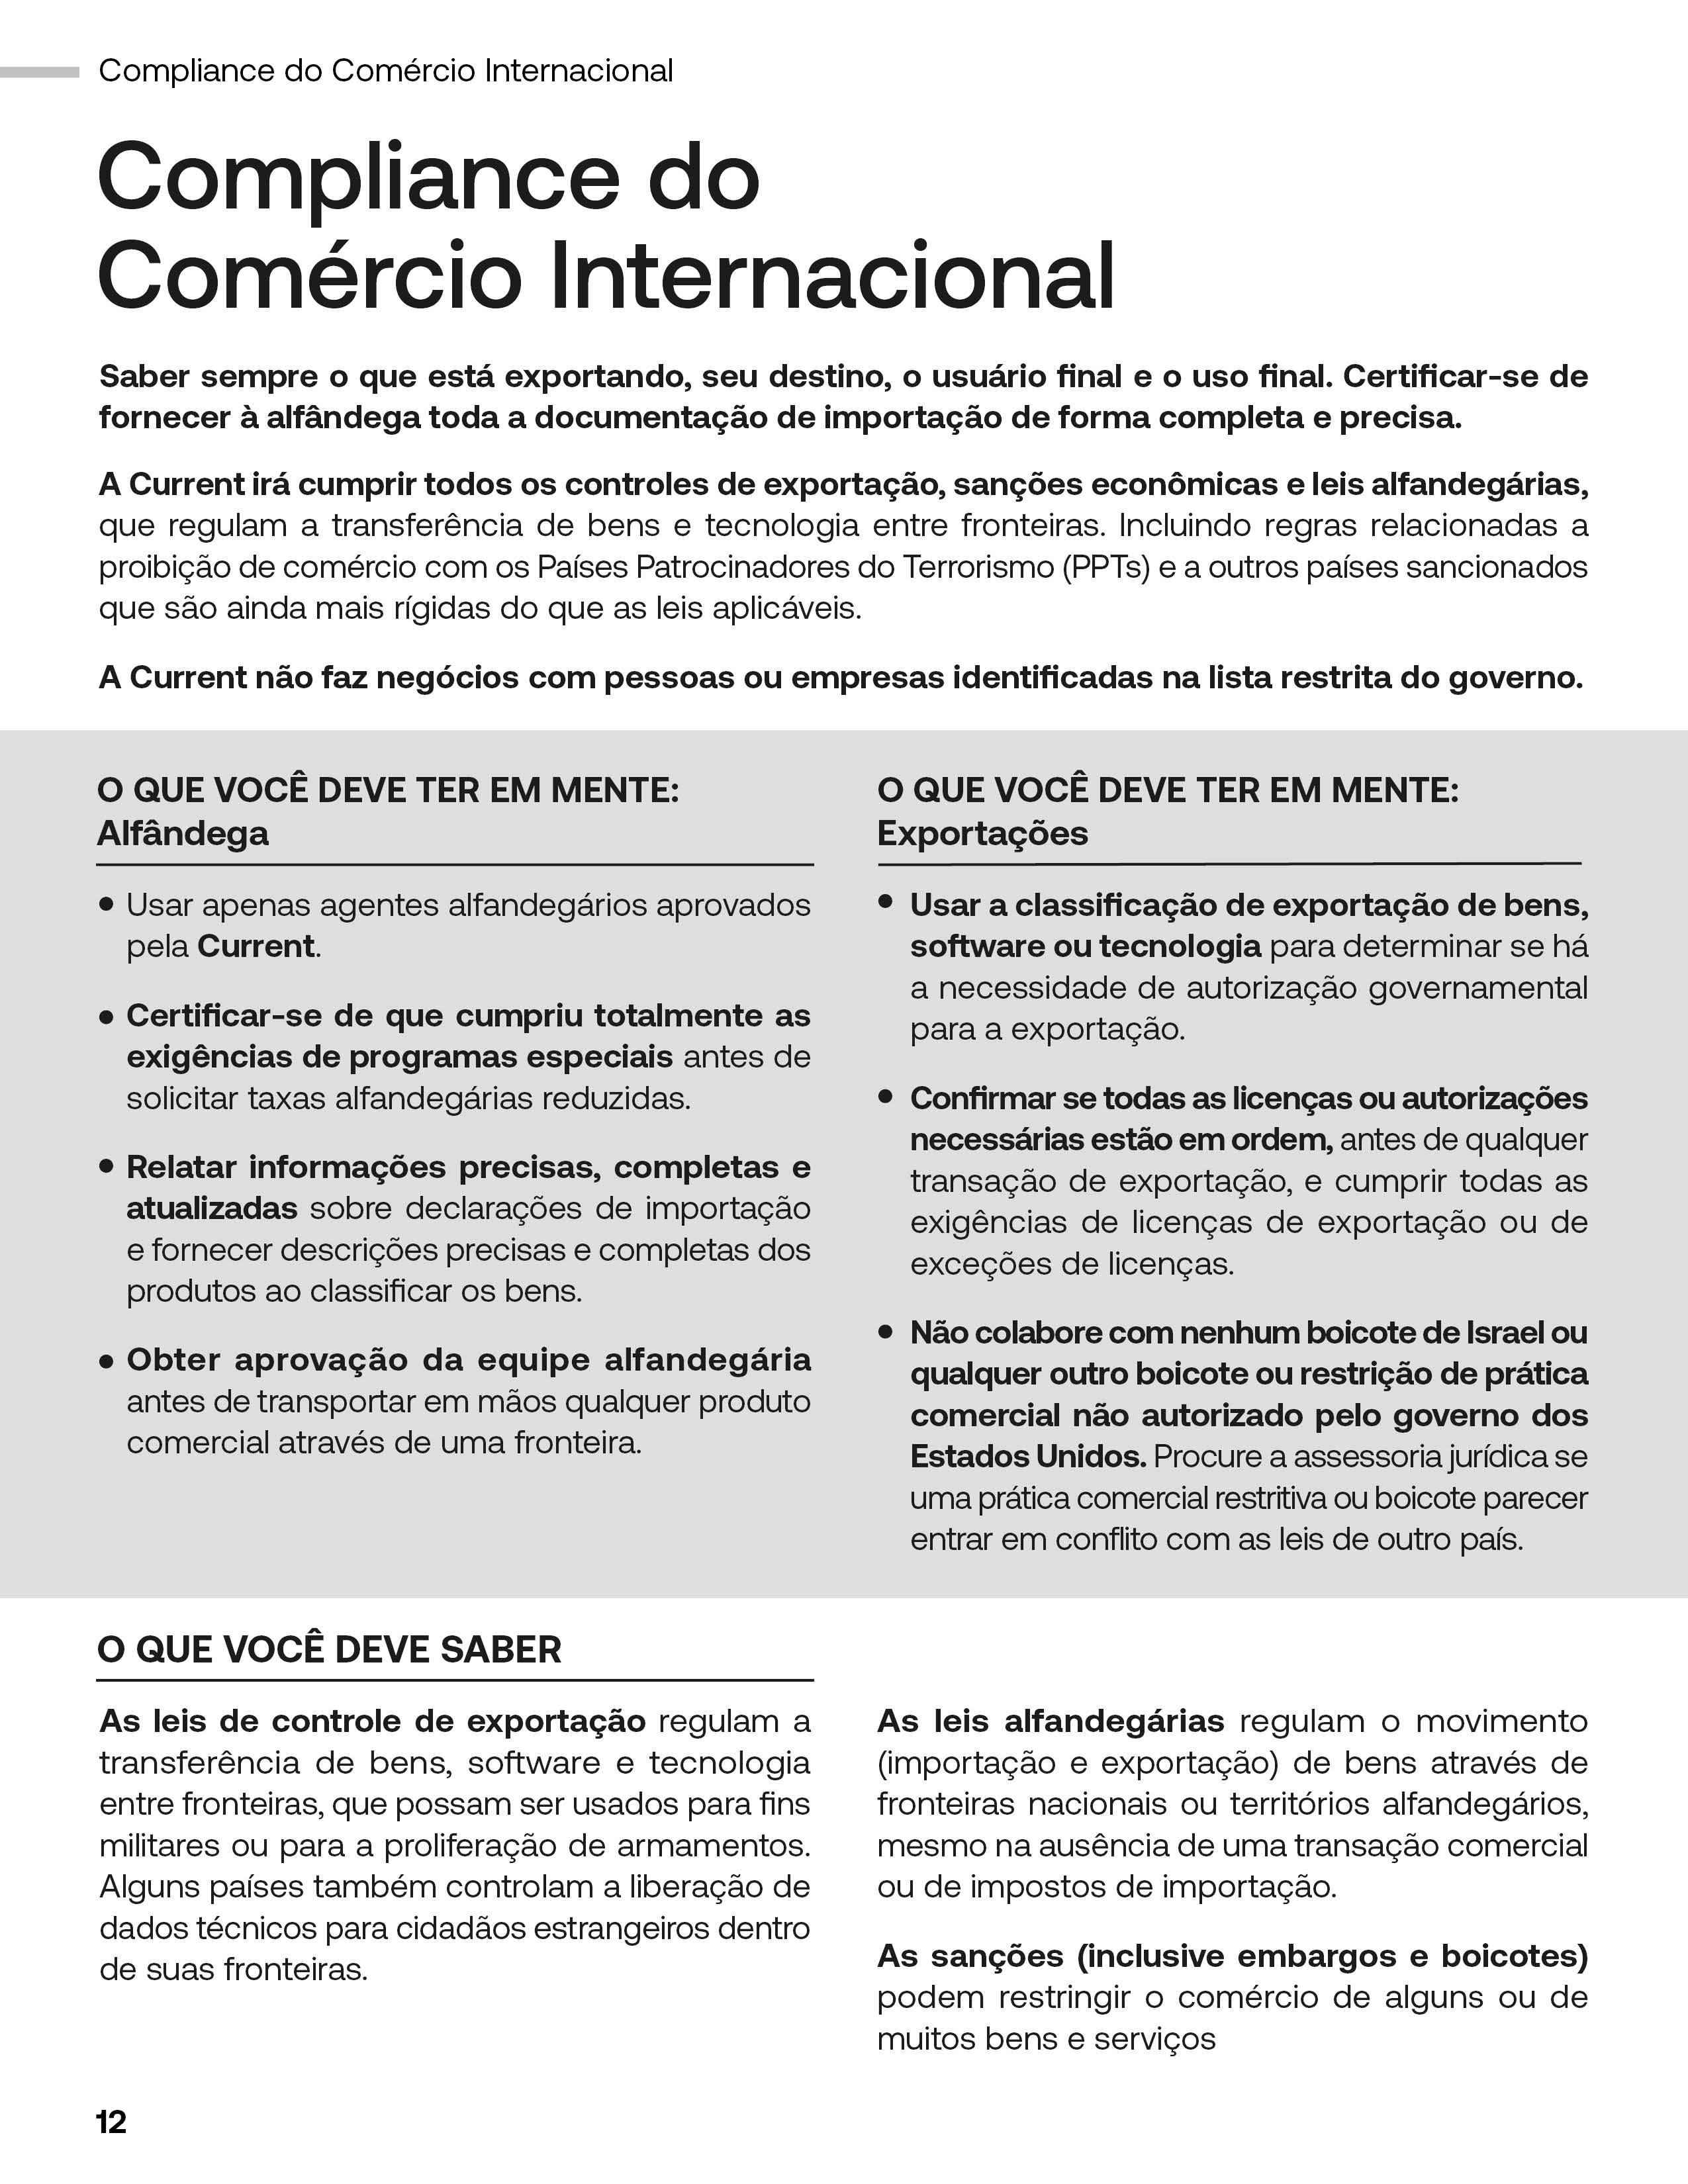 Compliance do Comércio Internacional
Compliance do
Comércio Internacional
Saber sempre o que está exportando, seu destino, o usuário final e o uso final. Certificar-se de
fornecer à alfândega toda a documentação de importação de forma completa e precisa.
A Current irá cumprir todos os controles de exportação, sanções econômicas e leis alfandegárias,
que regulam a transferência de bens e tecnologia entre fronteiras. Incluindo regras relacionadas a
proibição de comércio com os Países Patrocinadores do Terrorismo (PPTs) e a outros países sancionados
que são ainda mais rígidas do que as leis aplicáveis.
A Current não faz negócios com pessoas ou empresas identificadas na lista restrita do governo.
O QUE VOCÊ DEVE TER EM MENTE:
Alfândega
• Usar apenas agentes alfandegários aprovados
pela Current.
• Certificar-se de que cumpriu totalmente as
exigências de programas especiais antes de
solicitar taxas alfandegárias reduzidas.
• Relatar informações precisas, completas e
atualizadas sobre declarações de importação
e fornecer descrições precisas e completas dos
produtos ao classificar os bens.
• Obter aprovação da equipe alfandegária
antes de transportar em mãos qualquer produto
comercial através de uma fronteira.
O QUE VOCÊ DEVE TER EM MENTE:
Exportações
• Usar a classificação de exportação de bens,
software ou tecnologia para determinar se há
a necessidade de autorização governamental
para a exportação.
• Confirmar se todas as licenças ou autorizações
necessárias estão em ordem, antes de qualquer
transação de exportação, e cumprir todas as
exigências de licenças de exportação ou de
exceções de licenças.
• Não colabore com nenhum boicote de Israel ou
qualquer outro boicote ou restrição de prática
comercial não autorizado pelo governo dos
Estados Unidos. Procure a assessoria jurídica se
uma prática comercial restritiva ou boicote parecer
entrar em conflito com as leis de outro país.
O QUE VOCÊ DEVE SABER
As leis de controle de exportação regulam a
transferência de bens, software e tecnologia
entre fronteiras, que possam ser usados para fins
militares ou para a proliferação de armamentos.
Alguns países também controlam a liberação de
dados técnicos para cidadãos estrangeiros dentro
de suas fronteiras.
As leis alfandegárias regulam o movimento
(importação e exportação) de bens através de
fronteiras nacionais ou territórios alfandegários,
mesmo na ausência de uma transação comercial
ou de impostos de importação.
As sanções (inclusive embargos e boicotes)
podem restringir o comércio de alguns ou de
muitos bens e serviços
12